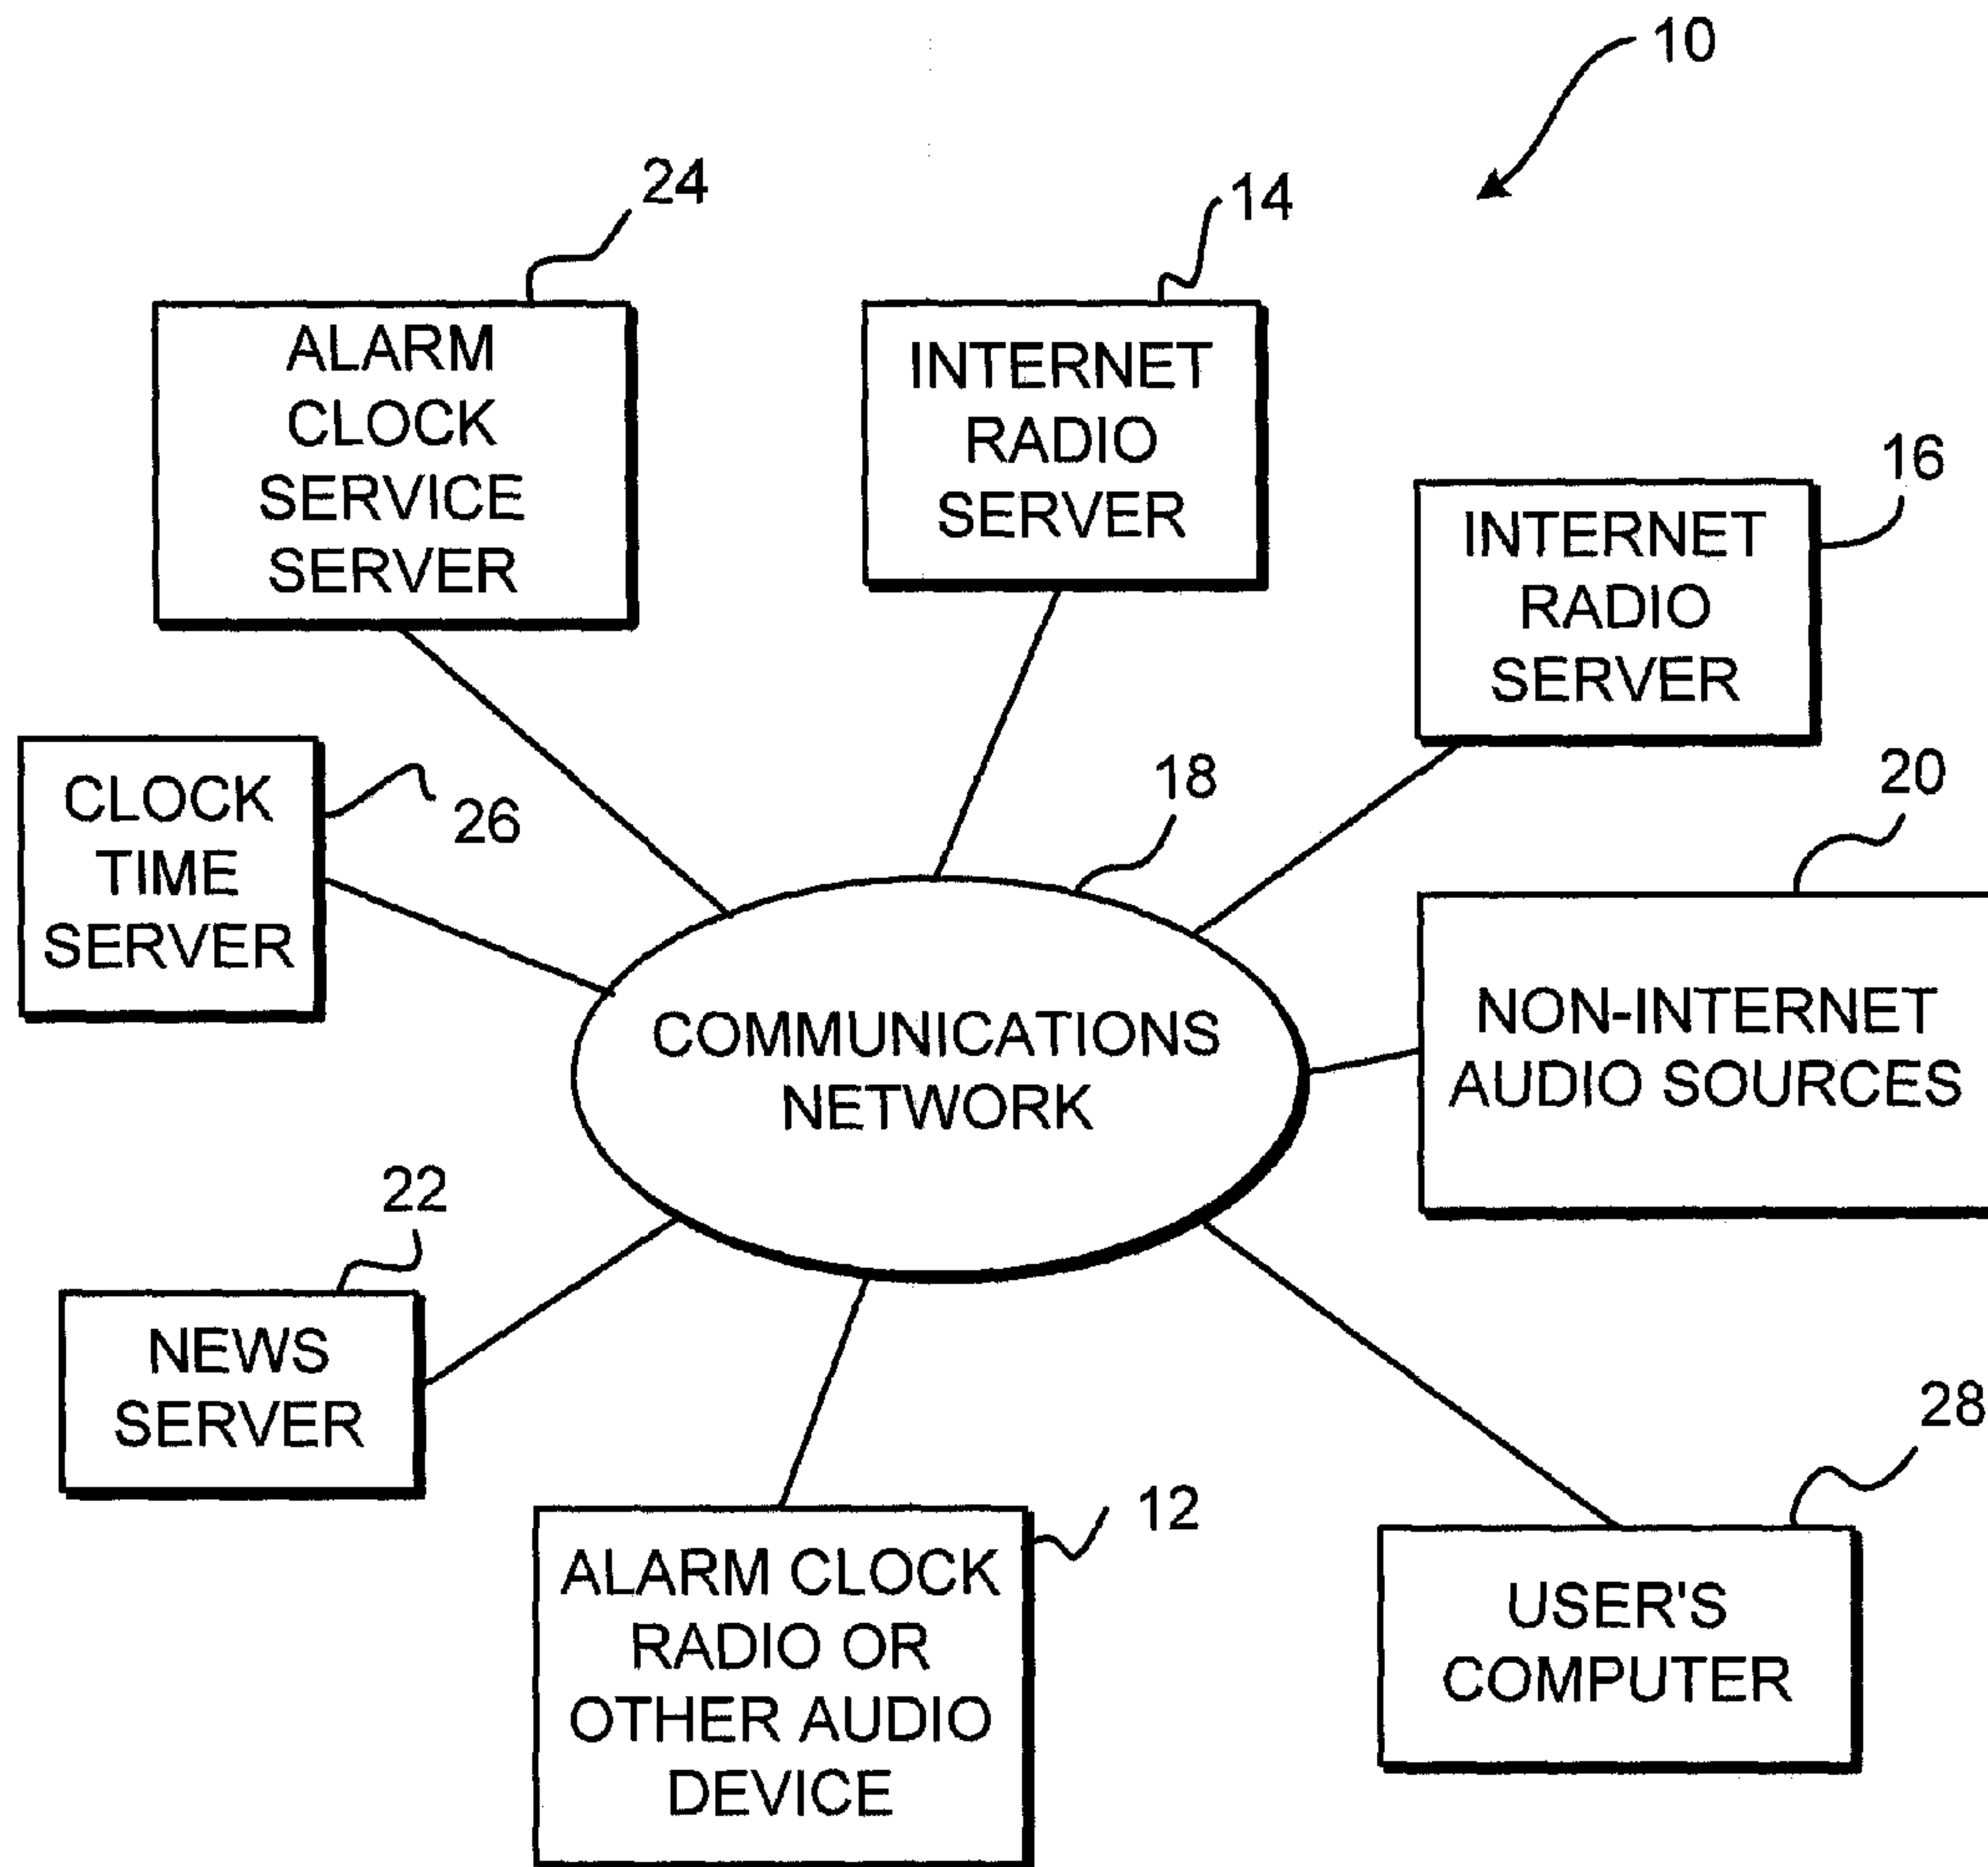 10
24
14
ALARM
CLOCK
SERVICE
SERVER
INTERNET
RADIO
SERVER
16
INTERNET
RADIO
SERVER
CLOCK
TIME
SERVER
26
18
20
COMMUNICATIONS
NETWORK
NON-INTERNET
AUDIO SOURCES
22
NEWS
SERVER
28
12
ALARM CLOCK
RADIO OR
OTHER AUDIO
DEVICE
USER'S
COMPUTER